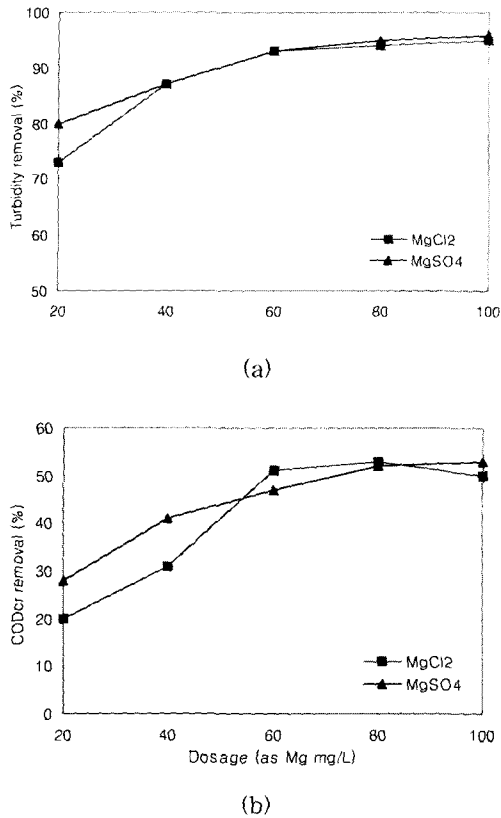 100
90
80
70
60
50
Turbidity removal (%)
MgCl2
MgSO4
20 40 60 80 100
(a)
60
50
40
30
20
10
0
CODcr removal (%)
MgCl2
MgSO4
20 40 60 80 100
Dosage (as Mg mg/L)
(b)